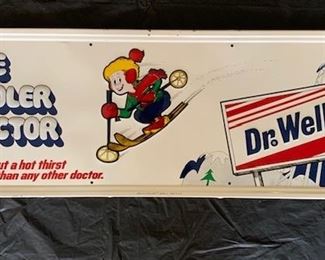 E
OLER
CTOR
ut a hot thirst
than any other doctor.
Dr. Well